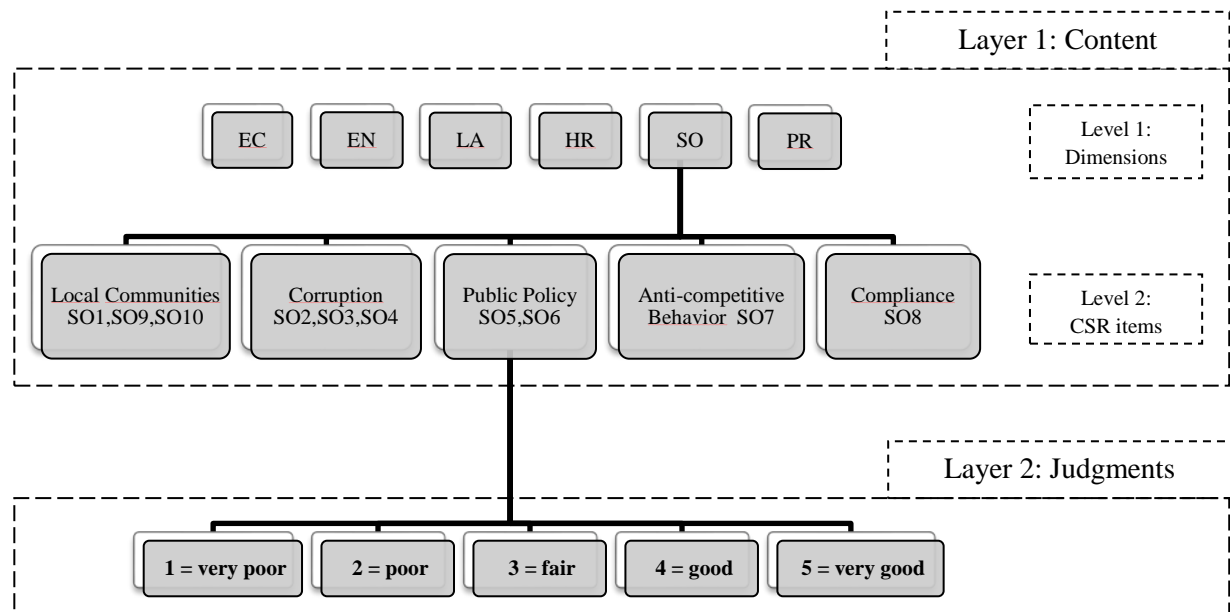 Layer 1: Content
EC
EN
LA
HR
SO
PR
Level 1:
Dimensions
Local Communities
SO1,SO9,SO10
Corruption
SO2,SO3,SO4
Public Policy
SO5,SO6
Anti-competitive
Behavior SO7
Compliance
SO8
Level 2:
CSR items
Layer 2: Judgments
1 = very poor
2 = poor
3 = fair
4 = good
5 = very good